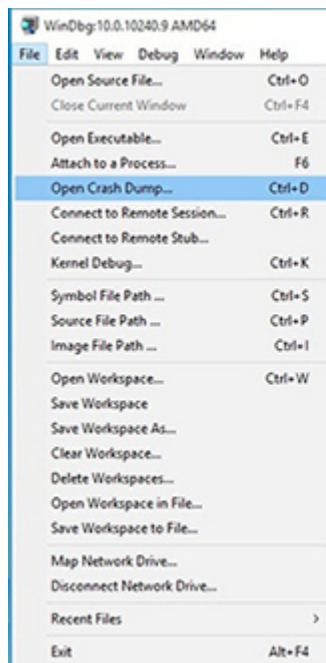 WinDbg:10.0.10240.9 AMD64
File Edit View Debug Window Help
Open Source File... Ctrl+O
Close Current Window Ctrl+F4
Open Executable... Ctrl+E
Attach to a Process... F6
Open Crash Dump... Ctrl+D
Connect to Remote Session... Ctrl+R
Connect to Remote Stub...
Kernel Debug... Ctrl+K
Symbol File Path ... Ctrl+S
Source File Path ... Ctrl+P
Image File Path ... Ctrl+I
Open Workspace... Ctrl+W
Save Workspace
Save Workspace As...
Clear Workspace...
Delete Workspaces...
Open Workspace in File...
Save Workspace to File...
Map Network Drive...
Disconnect Network Drive...
Recent Files >
Exit Alt+F4